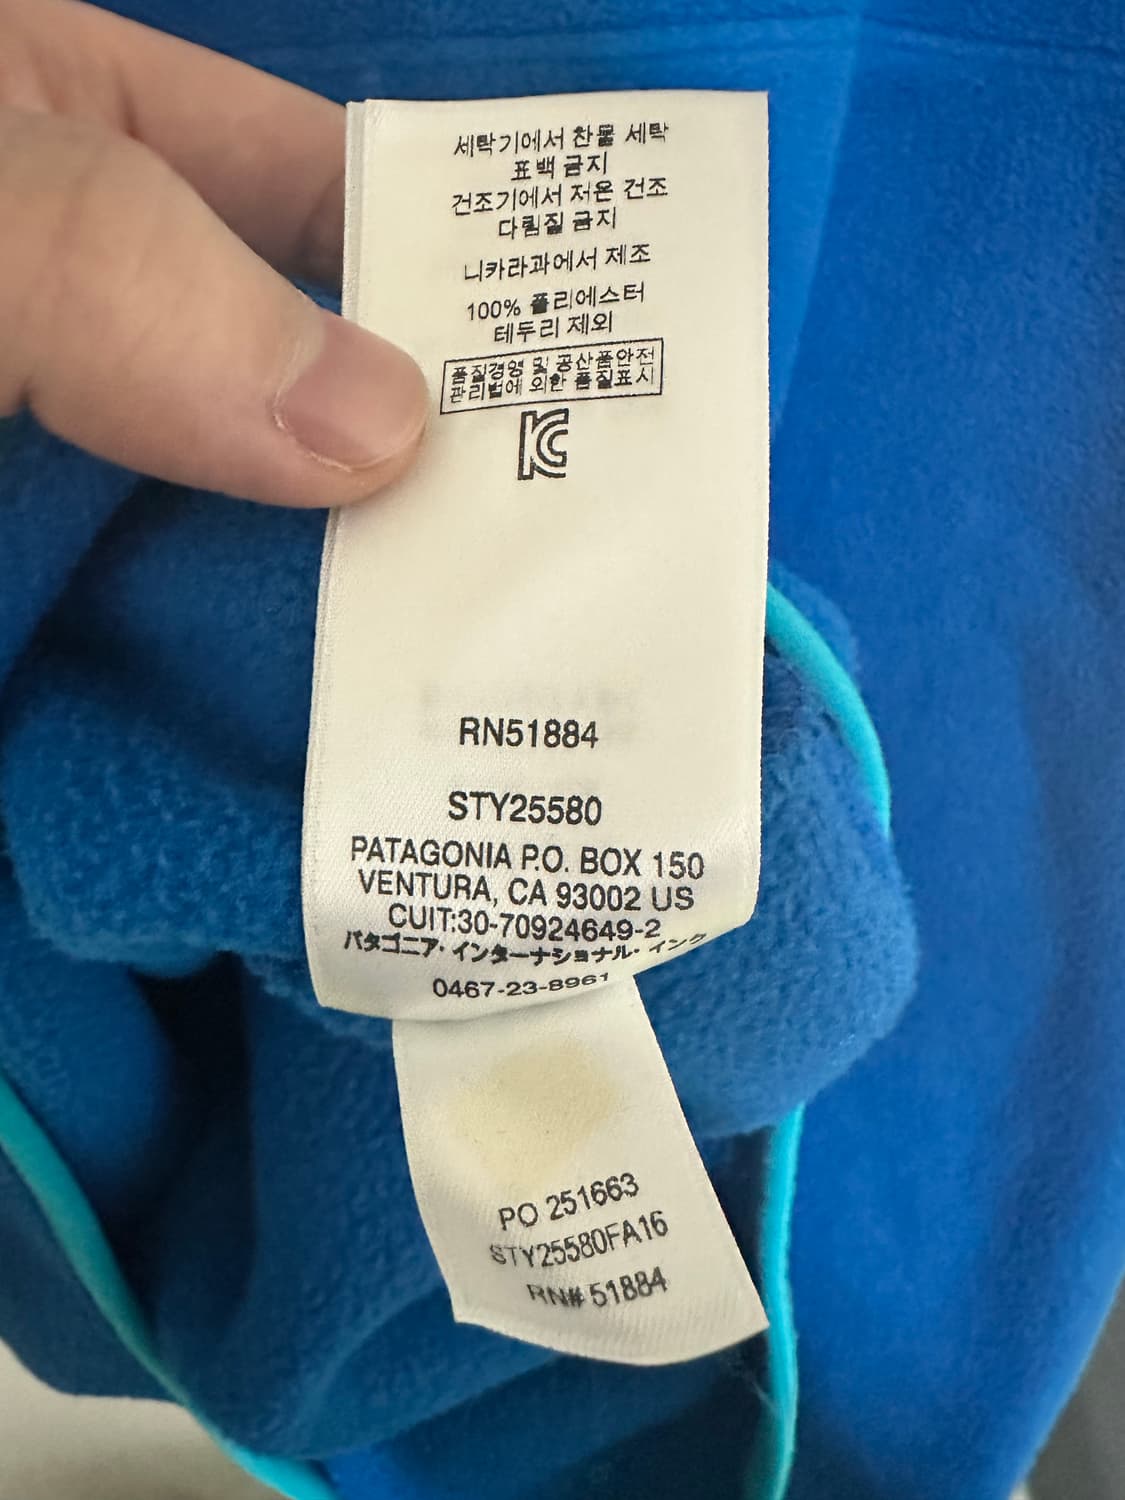 세탁기에서 찬물 세탁
표백 금지
건조기에서 저온 건조
다림질 금지
니카라과에서 제조
100% 폴리에스터
테두리 제외
품질경영 및 공산품안전
관리법에 의한 품질표시
KC
RN51884
STY25580
PATAGONIA P.O. BOX 150
VENTURA, CA 93002 US
CUIT:30-70924649-2
パタゴニア・インターナショナル・インク
0467-23-8961
PO 251663
STY25580FA16
RN# 51884